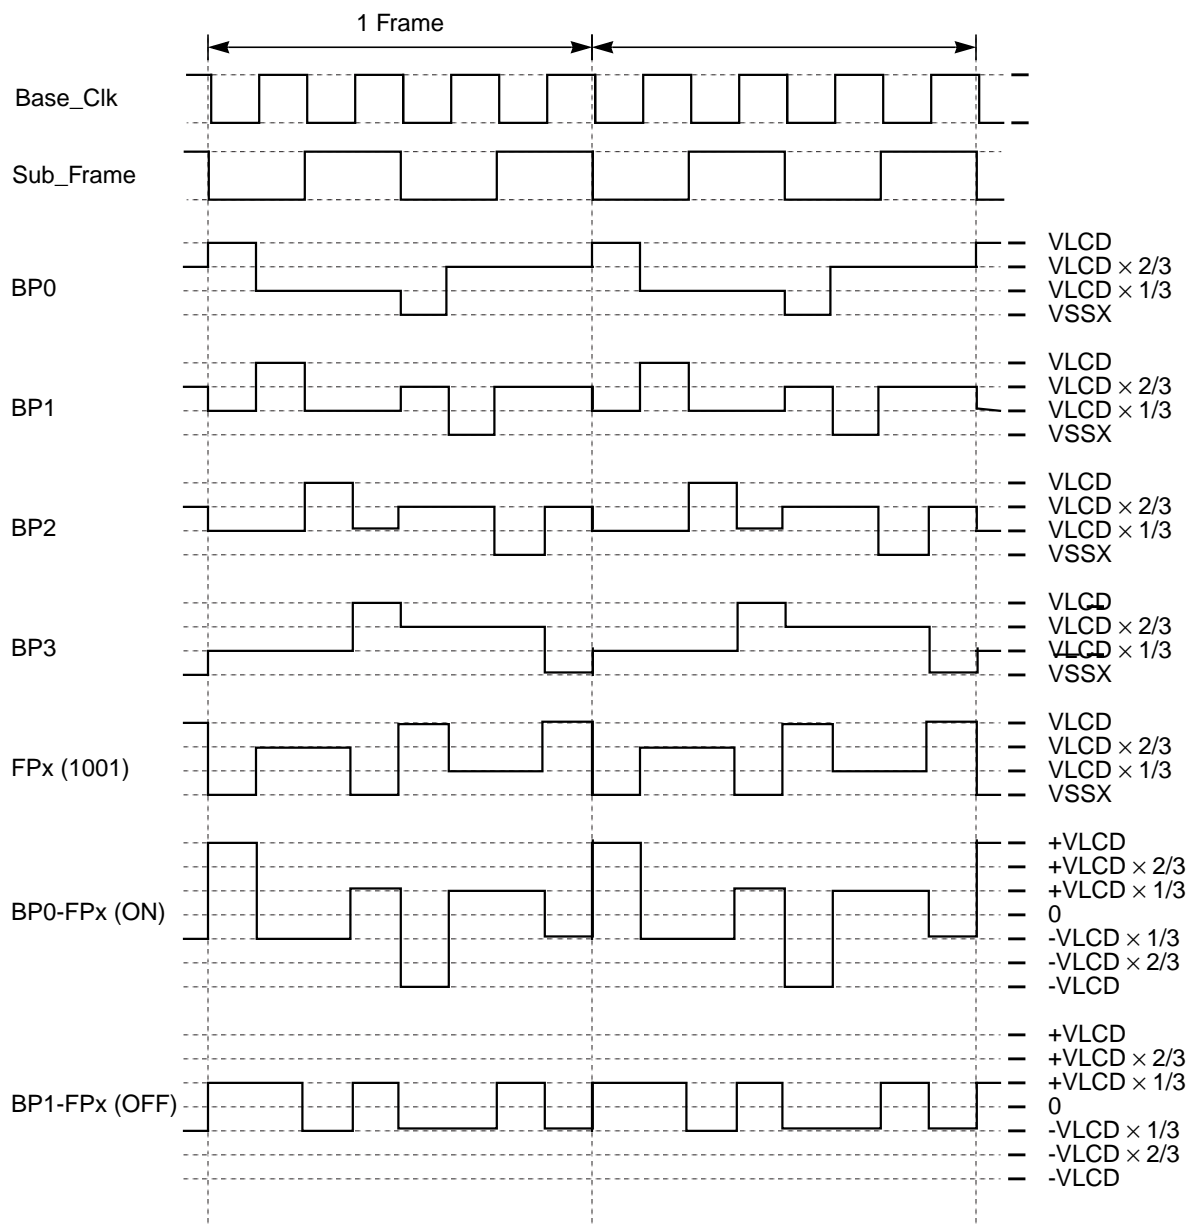 1 Frame
Base_Clk
Sub_Frame
BP0
VLCD
VLCD × 2/3
VLCD × 1/3
VSSX
BP1
VLCD
VLCD × 2/3
VLCD × 1/3
VSSX
BP2
VLCD
VLCD × 2/3
VLCD × 1/3
VSSX
BP3
VLCD
VLCD × 2/3
VLCD × 1/3
VSSX
FPx (1001)
VLCD
VLCD × 2/3
VLCD × 1/3
VSSX
BP0-FPx (ON)
+VLCD
+VLCD × 2/3
+VLCD × 1/3
0
-VLCD × 1/3
-VLCD × 2/3
-VLCD
BP1-FPx (OFF)
+VLCD
+VLCD × 2/3
+VLCD × 1/3
0
-VLCD × 1/3
-VLCD × 2/3
-VLCD